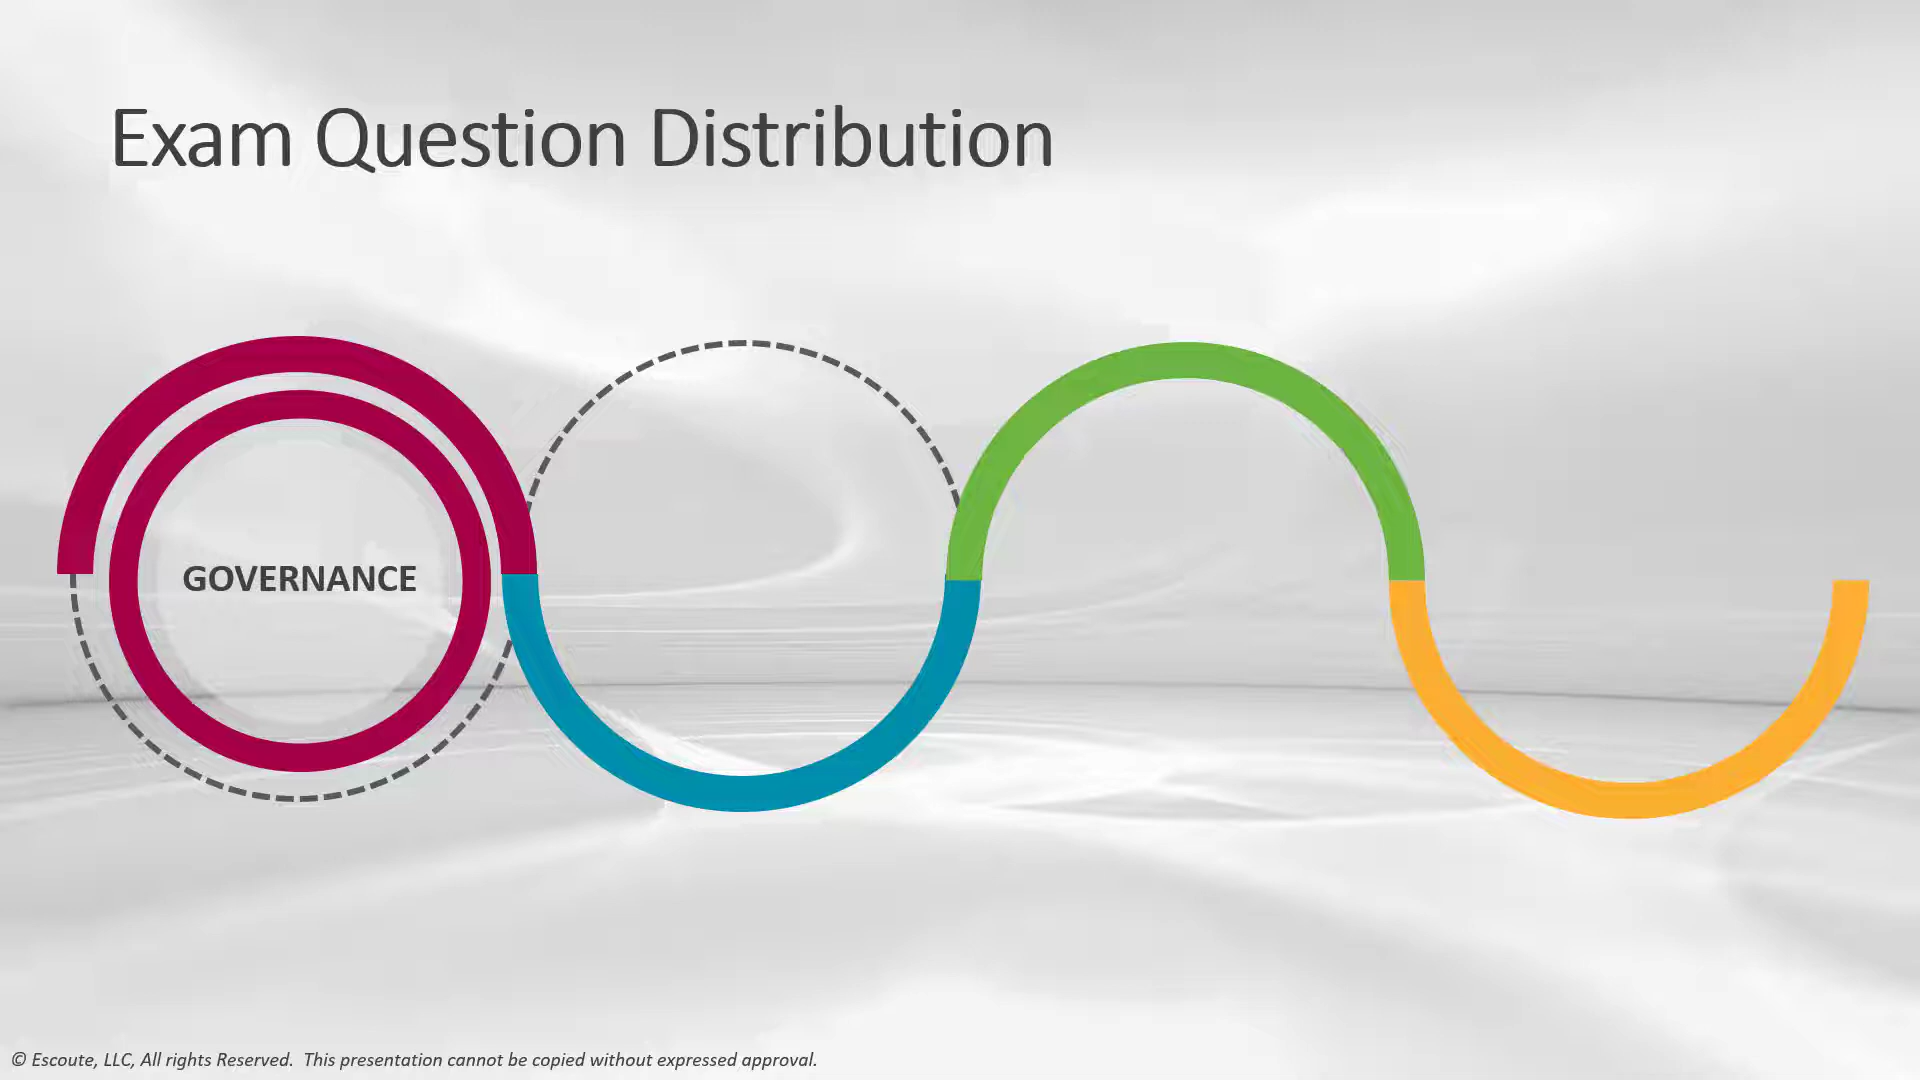 Exam Question Distribution
GOVERNANCE
© Escoute, LLC, All rights Reserved.  This presentation cannot be copied without expressed approval.